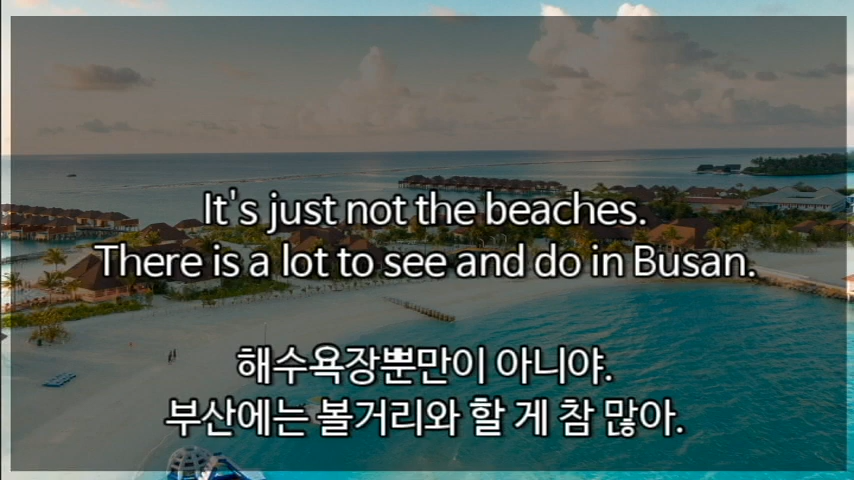 It's just not the beaches.
There is a lot to see and do in Busan.
해수욕장뿐만이 아니야.
부산에는 볼거리와 할 게 참 많아.